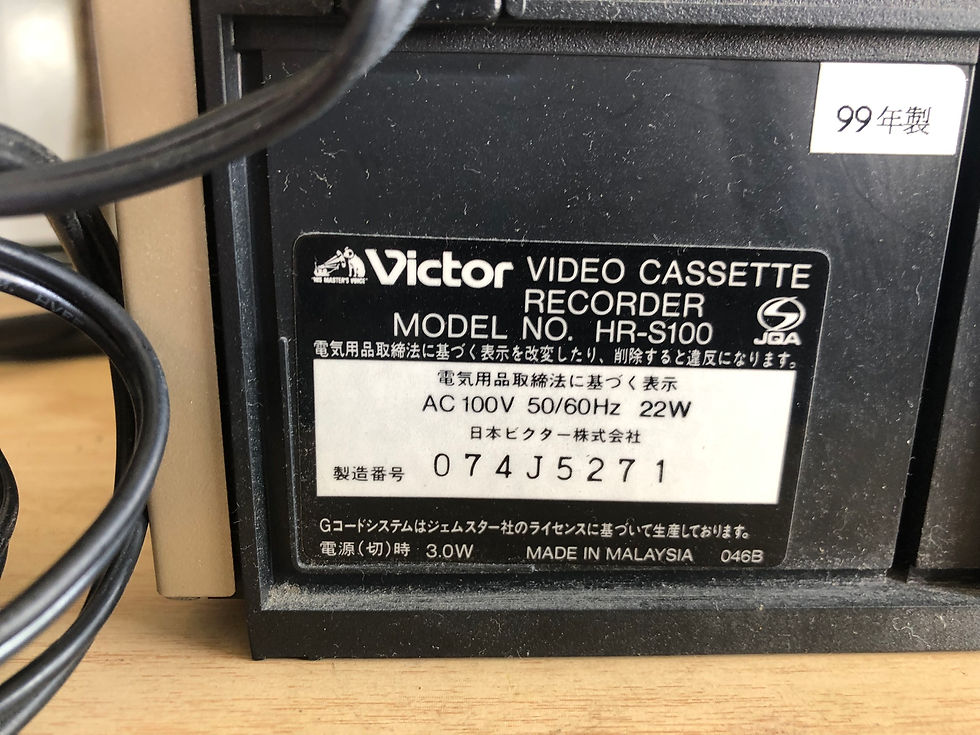 99年製
"HIS MASTER'S VOICE"
Victor VIDEO CASSETTE
RECORDER
MODEL NO. HR-S100
JQA
電気用品取締法に基づく表示を改変したり、削除すると違反になります。
電気用品取締法に基づく表示
AC 100V 50/60Hz 22W
日本ビクター株式会社
製造番号 074J5271
Gコードシステムはジェムスター社のライセンスに基づいて生産しております。
電源(切)時 3.0W MADE IN MALAYSIA 046B